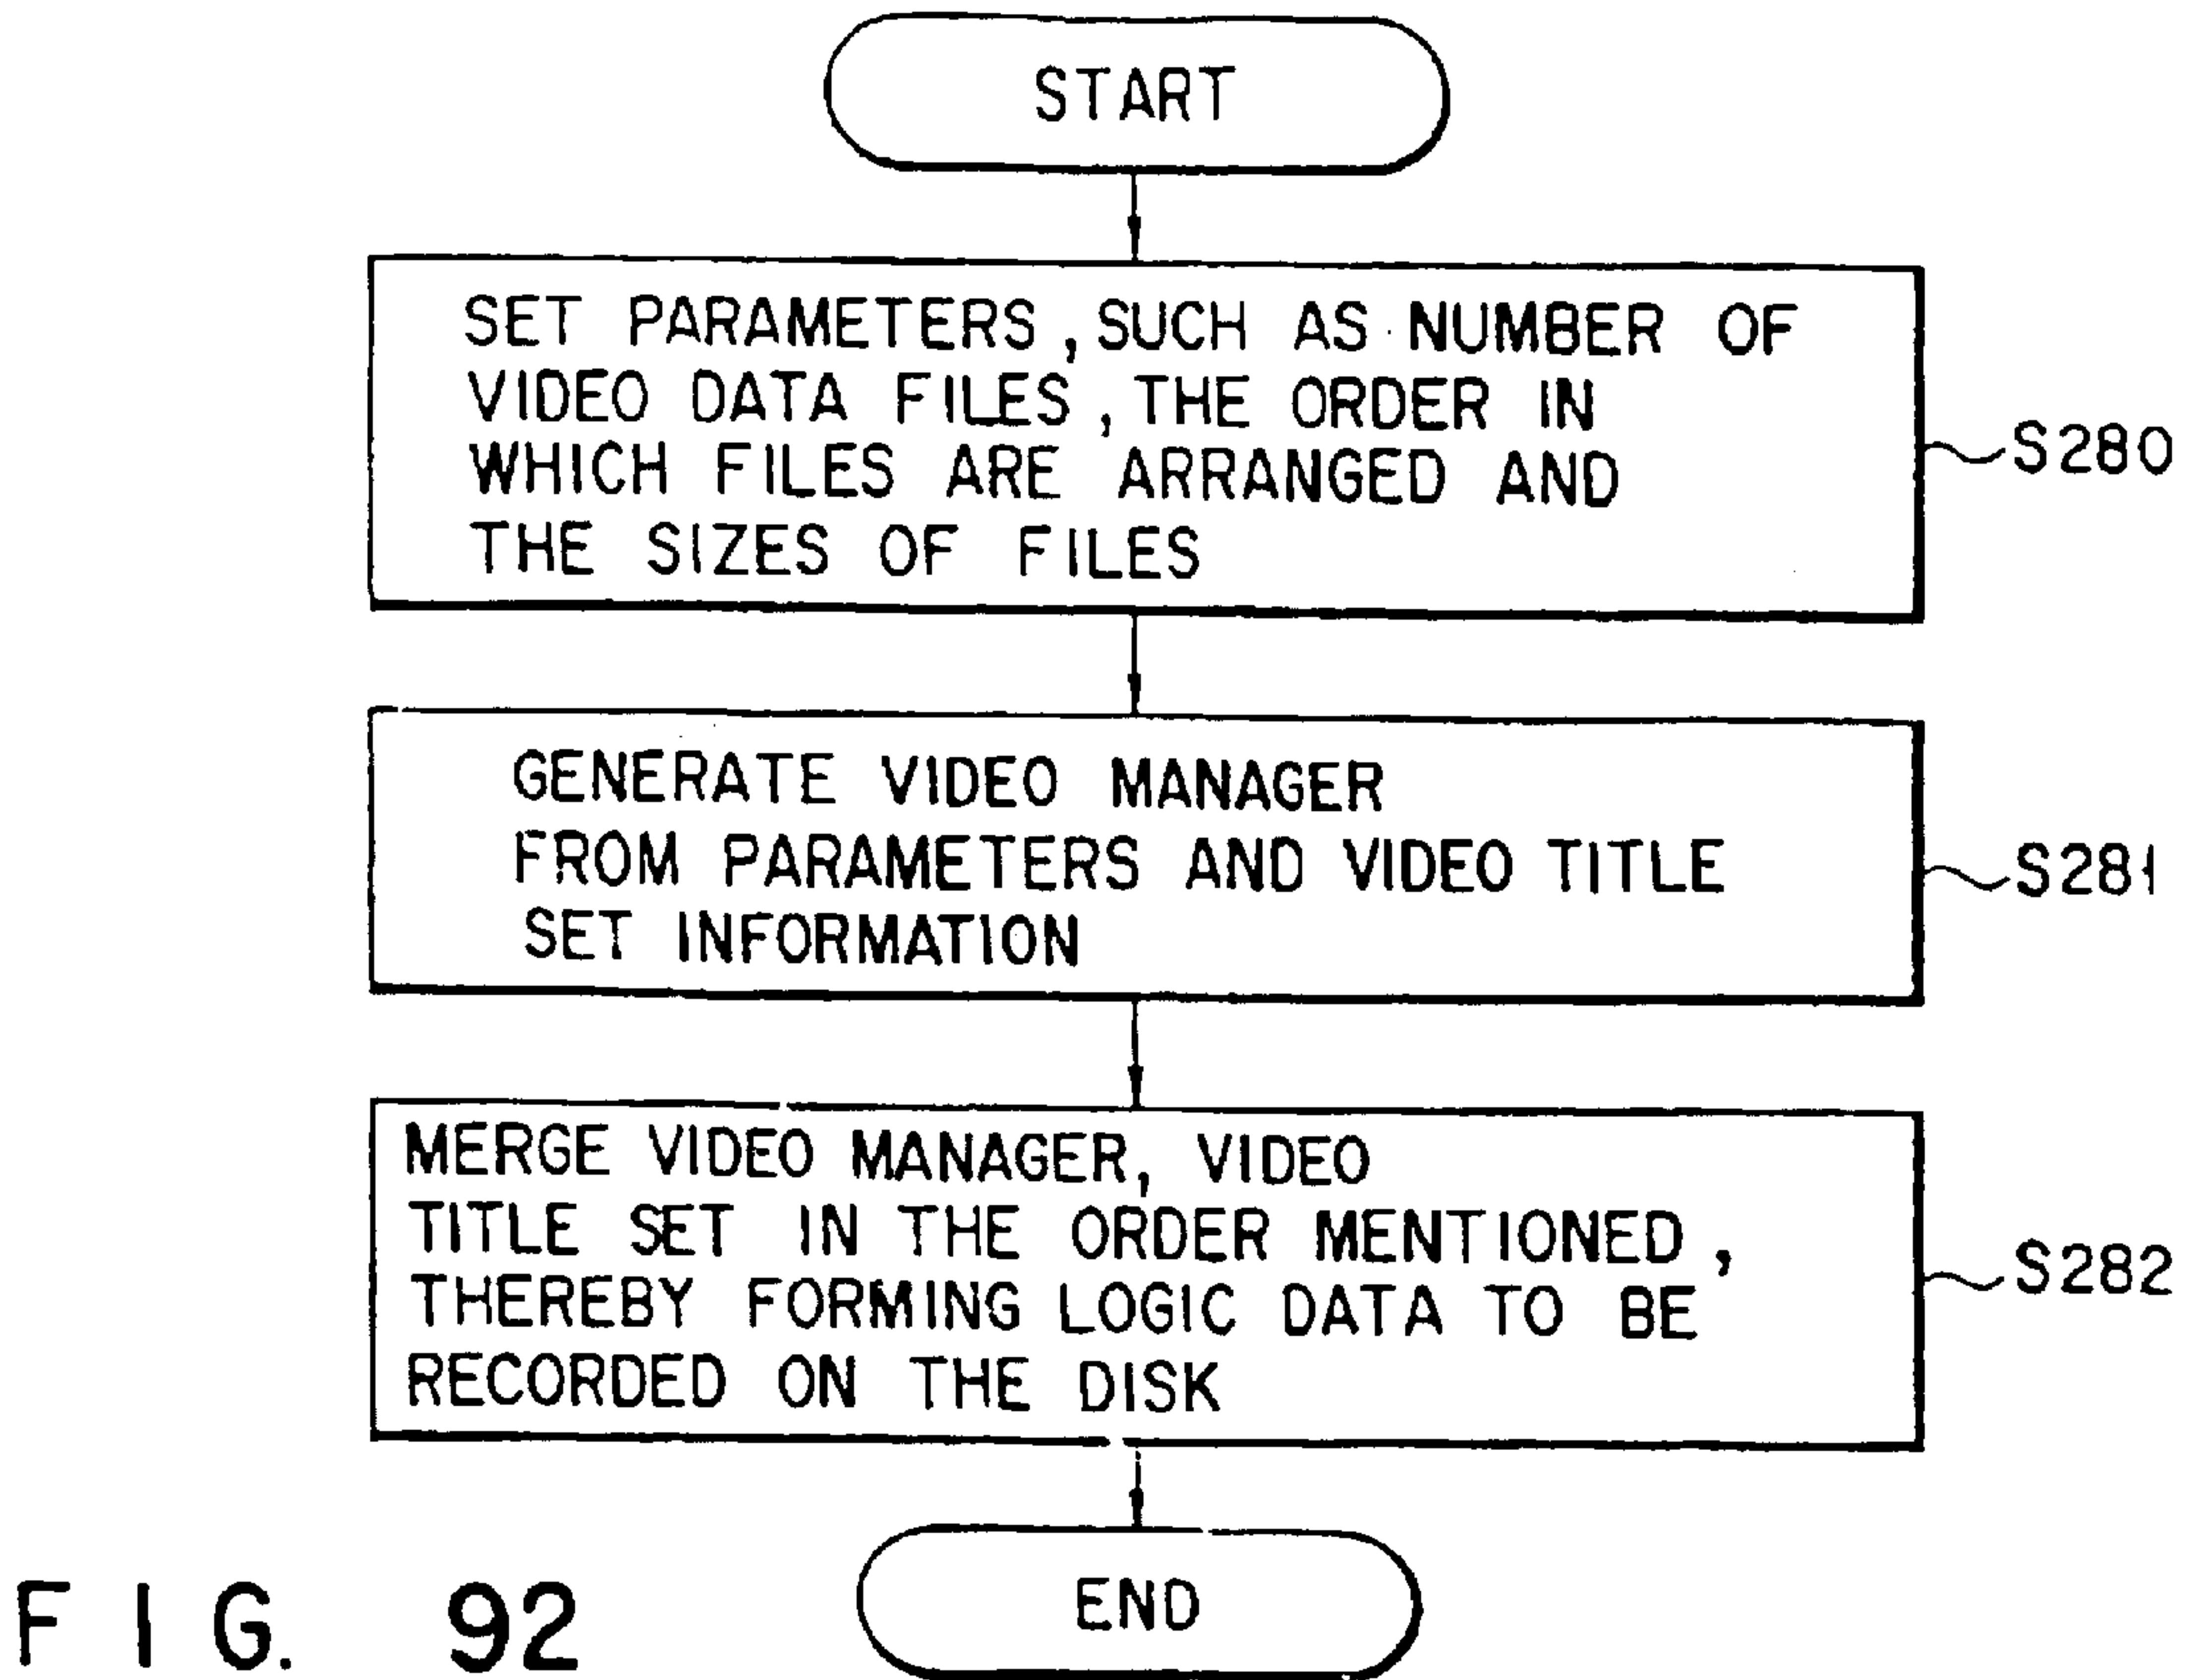 START
SET PARAMETERS, SUCH AS NUMBER OF
VIDEO DATA FILES, THE ORDER IN
WHICH FILES ARE ARRANGED AND
THE SIZES OF FILES
S280
GENERATE VIDEO MANAGER
FROM PARAMETERS AND VIDEO TITLE
SET INFORMATION
S281
MERGE VIDEO MANAGER, VIDEO
TITLE SET IN THE ORDER MENTIONED,
THEREBY FORMING LOGIC DATA TO BE
RECORDED ON THE DISK
S282
END
FIG. 92